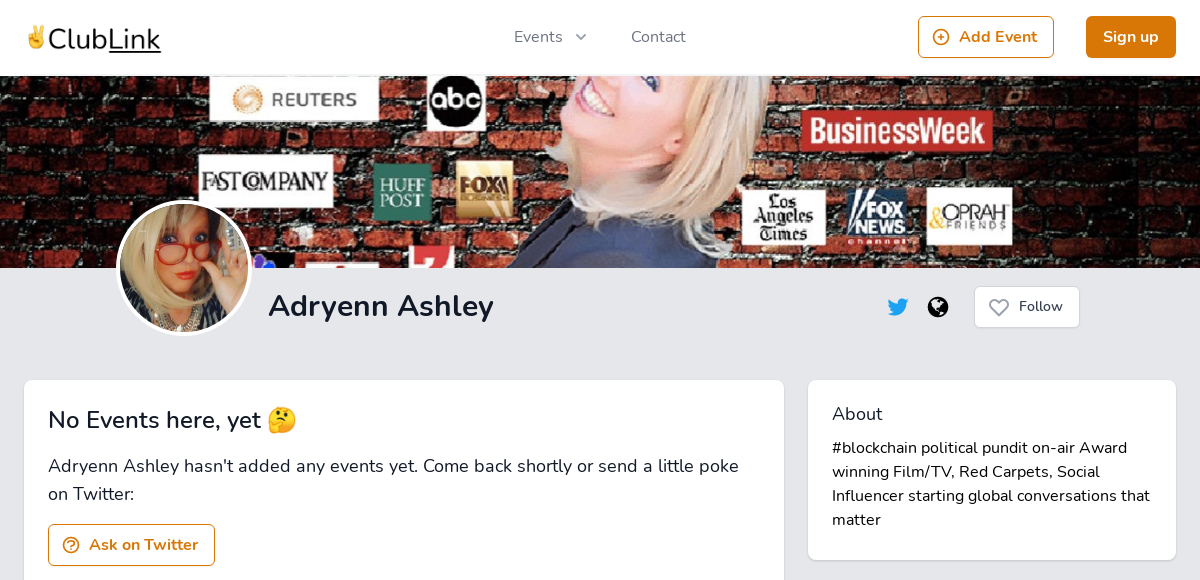 ✌️ClubLink
Events
Contact
Add Event
Sign up
REUTERS
abc
BusinessWeek
FAST COMPANY
HUFF
POST
FOX
Los
Angeles
Times
FOX
NEWS
channel
& OPRAH
FRIENDS
7
Adryenn Ashley
Follow
No Events here, yet 🤔
Adryenn Ashley hasn't added any events yet. Come back shortly or send a little poke
on Twitter:
Ask on Twitter
About
#blockchain political pundit on-air Award
winning Film/TV, Red Carpets, Social
Influencer starting global conversations that
matter